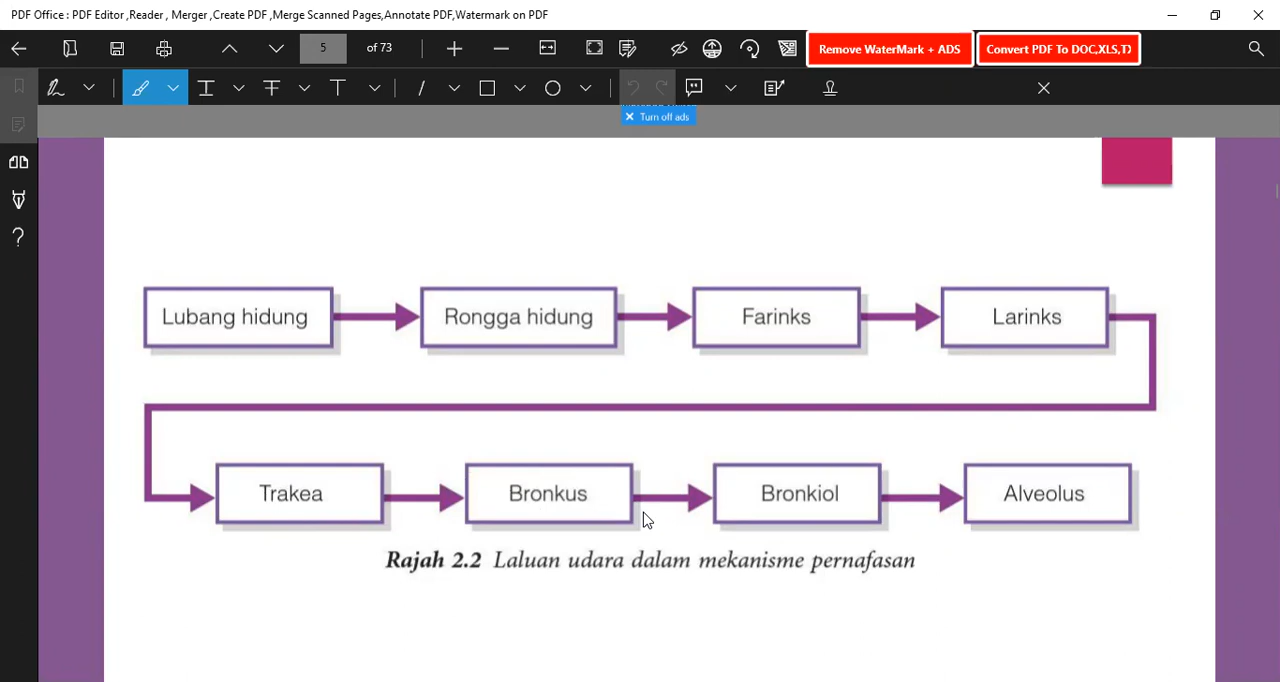 PDF Office : PDF Editor ,Reader , Merger ,Create PDF ,Merge Scanned Pages,Annotate PDF,Watermark on PDF
5 of 73 Remove WaterMark + ADS Convert PDF To DOC,XLS,T)
Turn off ads
Lubang hidung Rongga hidung Farinks Larinks
Trakea Bronkus Bronkiol Alveolus
Rajah 2.2 Laluan udara dalam mekanisme pernafasan